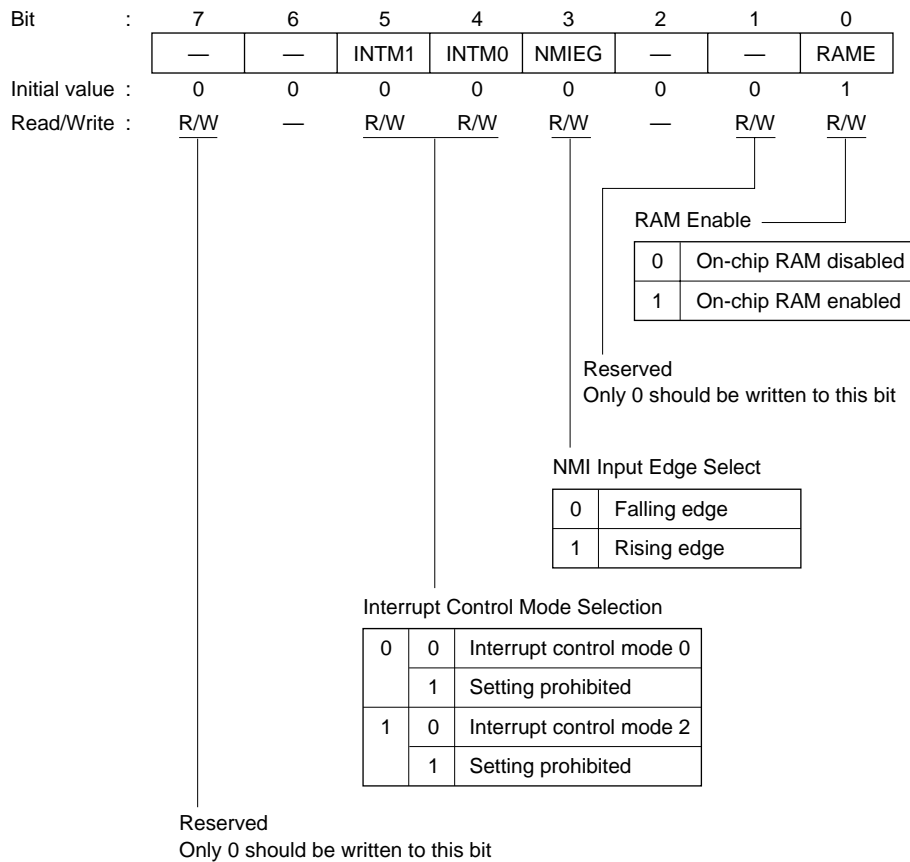 Bit : 7 6 5 4 3 2 1 0
— — INTM1 INTM0 NMIEG — — RAME
Initial value : 0 0 0 0 0 0 0 1
Read/Write : R/W — R/W R/W R/W — R/W R/W
RAM Enable
0 On-chip RAM disabled
1 On-chip RAM enabled
Reserved
Only 0 should be written to this bit
NMI Input Edge Select
0 Falling edge
1 Rising edge
Interrupt Control Mode Selection
0 0 Interrupt control mode 0
1 Setting prohibited
1 0 Interrupt control mode 2
1 Setting prohibited
Reserved
Only 0 should be written to this bit